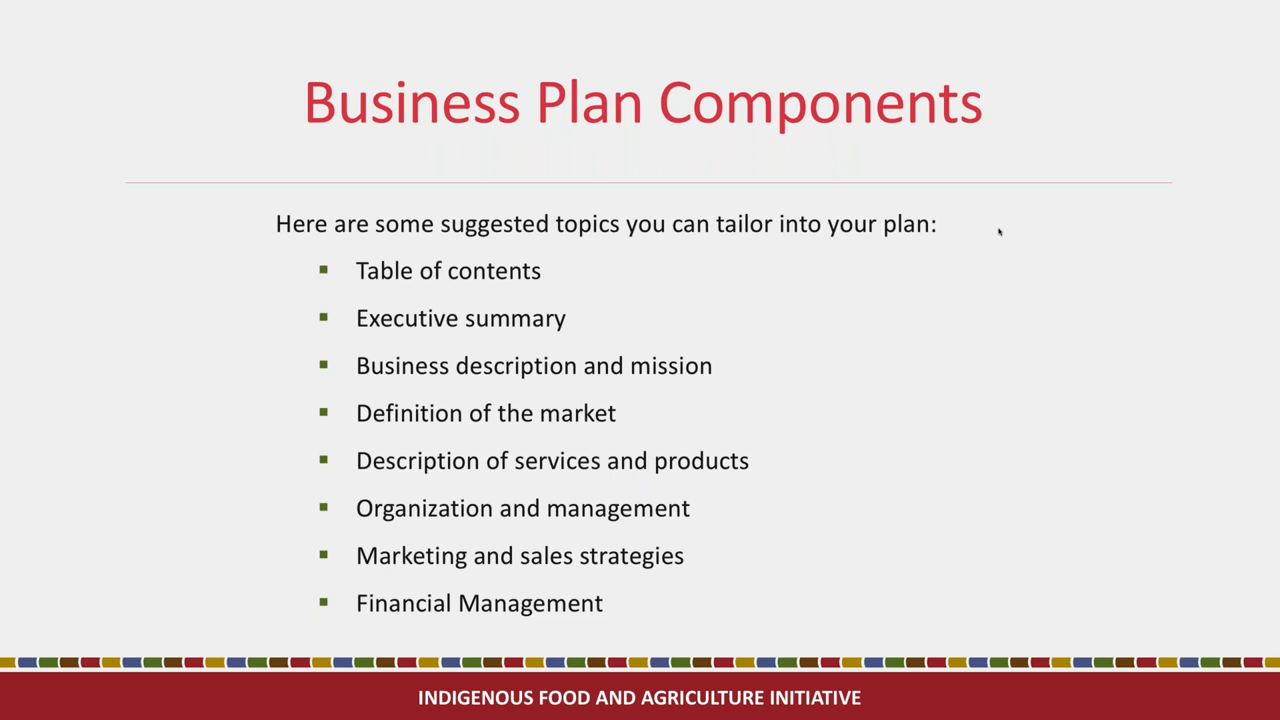 Business Plan Components
Here are some suggested topics you can tailor into your plan:
Table of contents
Executive summary
Business description and mission
Definition of the market
Description of services and products
Organization and management
Marketing and sales strategies
Financial Management
INDIGENOUS FOOD AND AGRICULTURE INITIATIVE